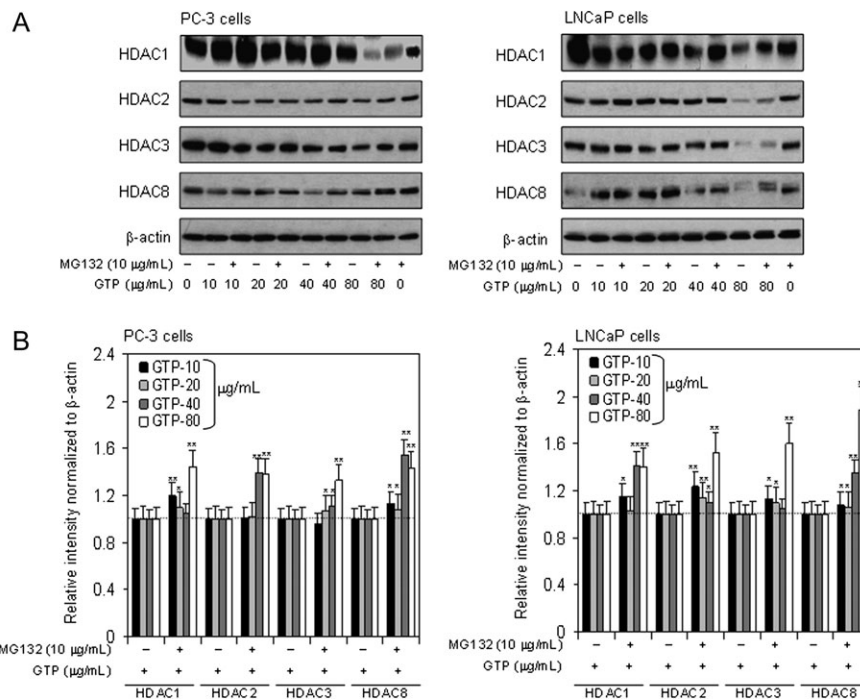 A
PC-3 cells
HDAC1
HDAC2
HDAC3
HDAC8
β-actin
MG132 (10 μg/mL) – – + – + – + – + +
GTP (μg/mL) 0 10 10 20 20 40 40 80 80 0
LNCaP cells
HDAC1
HDAC2
HDAC3
HDAC8
β-actin
MG132 (10 μg/mL) – – + – + – + – + +
GTP (μg/mL) 0 10 10 20 20 40 40 80 80 0
B
PC-3 cells
Relative intensity normalized to β-actin
2.4
2
1.6
1.2
0.8
0.4
0
GTP-10
GTP-20
GTP-40
GTP-80
μg/mL
** * ** ** ** * * ** * * ** **
MG132 (10 μg/mL) – + – + – + – +
GTP (μg/mL) + + + + + + + +
HDAC1 HDAC2 HDAC3 HDAC8
LNCaP cells
Relative intensity normalized to β-actin
2.4
2
1.6
1.2
0.8
0.4
0
GTP-10
GTP-20
GTP-40
GTP-80
μg/mL
MG132 (10 μg/mL) – + – + – + – +
GTP (μg/mL) + + + + + + + +
HDAC1 HDAC2 HDAC3 HDAC8